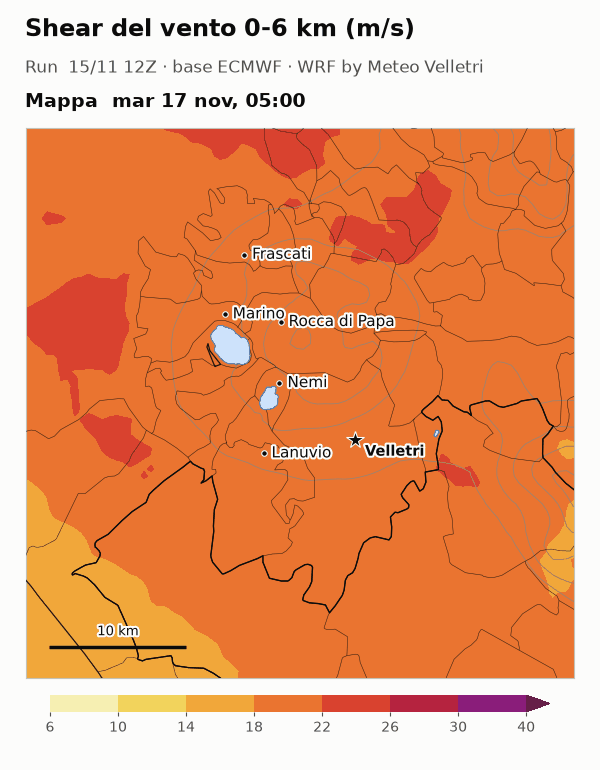 Shear del vento 0-6 km (m/s)
Run  15/11 12Z · base ECMWF · WRF by Meteo Velletri
Mappa  mar 17 nov, 05:00
Frascati
Marino
Rocca di Papa
Nemi
Velletri
Lanuvio
10 km
6 10 14 18 22 26 30 40